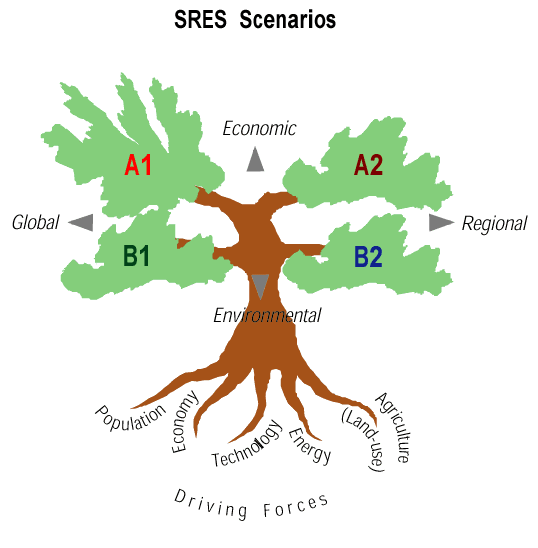 SRES Scenarios
Economic
A1
A2
Global
Regional
B1
B2
Environmental
Population
Economy
Technology
Energy
Agriculture
(Land-use)
Driving Forces